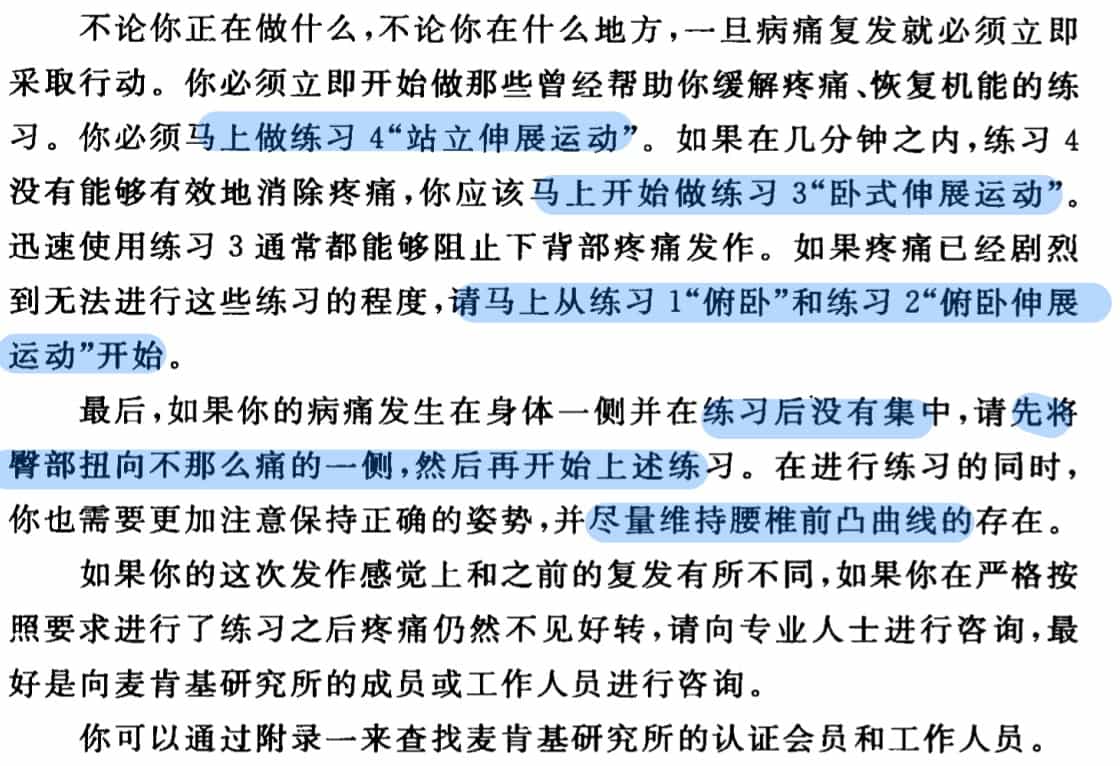 不论你正在做什么,不论你在什么地方,一旦病痛复发就必须立即
采取行动。你必须立即开始做那些曾经帮助你缓解疼痛、恢复机能的练
习。你必须马上做练习 4“站立伸展运动”。如果在几分钟之内,练习 4
没有能够有效地消除疼痛,你应该马上开始做练习 3“卧式伸展运动”。
迅速使用练习 3 通常都能够阻止下背部疼痛发作。如果疼痛已经剧烈
到无法进行这些练习的程度,请马上从练习 1“俯卧”和练习 2“俯卧伸展
运动”开始。
最后,如果你的病痛发生在身体一侧并在练习后没有集中,请先将
臀部扭向不那么痛的一侧,然后再开始上述练习。在进行练习的同时,
你也需要更加注意保持正确的姿势,并尽量维持腰椎前凸曲线的存在。
如果你的这次发作感觉上和之前的复发有所不同,如果你在严格按
照要求进行了练习之后疼痛仍然不见好转,请向专业人士进行咨询,最
好是向麦肯基研究所的成员或工作人员进行咨询。
你可以通过附录一来查找麦肯基研究所的认证会员和工作人员。